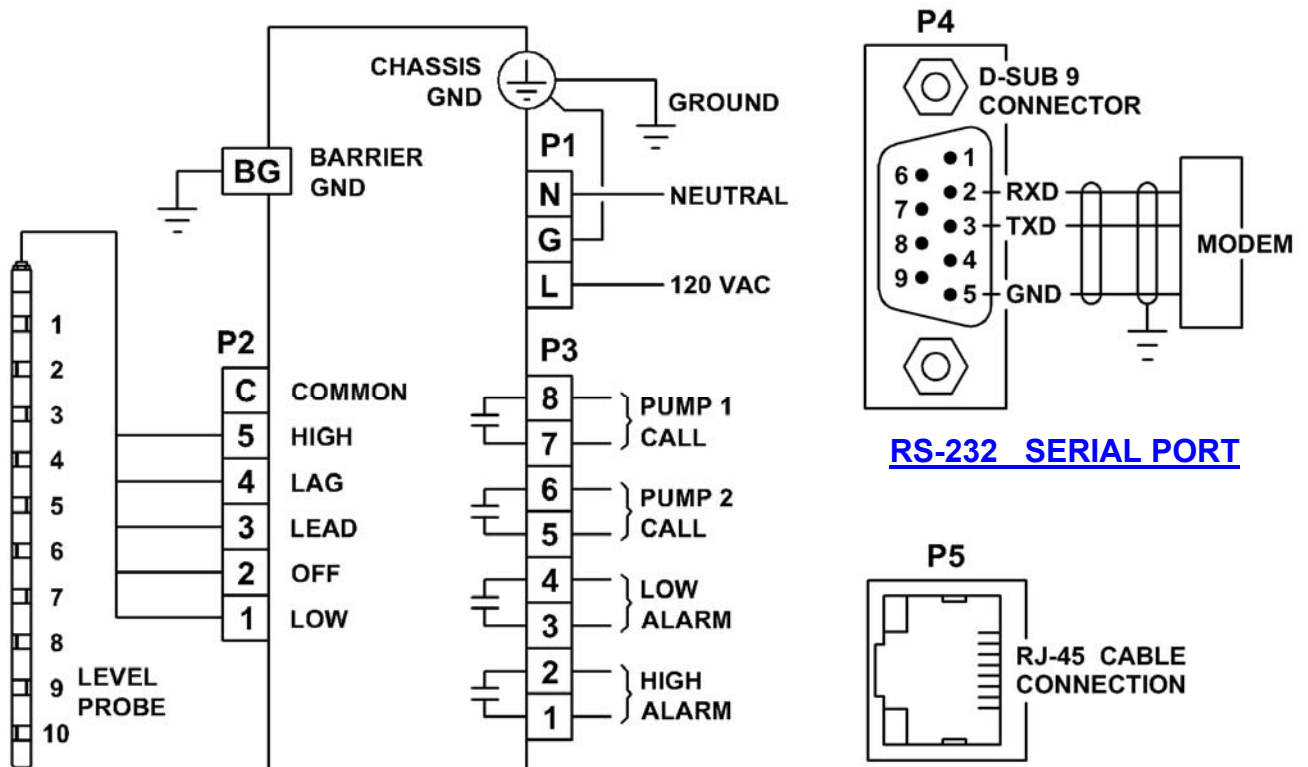 CHASSIS
GND
GROUND
BG
BARRIER
GND
P1
N
NEUTRAL
G
L
120 VAC
1
2
3
4
5
6
7
8
9
10
LEVEL
PROBE
P2
C
COMMON
5
HIGH
4
LAG
3
LEAD
2
OFF
1
LOW
P3
8
7
PUMP 1
CALL
6
5
PUMP 2
CALL
4
3
LOW
ALARM
2
1
HIGH
ALARM
P4
D-SUB 9
CONNECTOR
1
6
2
RXD
7
3
TXD
8
4
9
5
GND
MODEM
RS-232 SERIAL PORT
P5
RJ-45 CABLE
CONNECTION